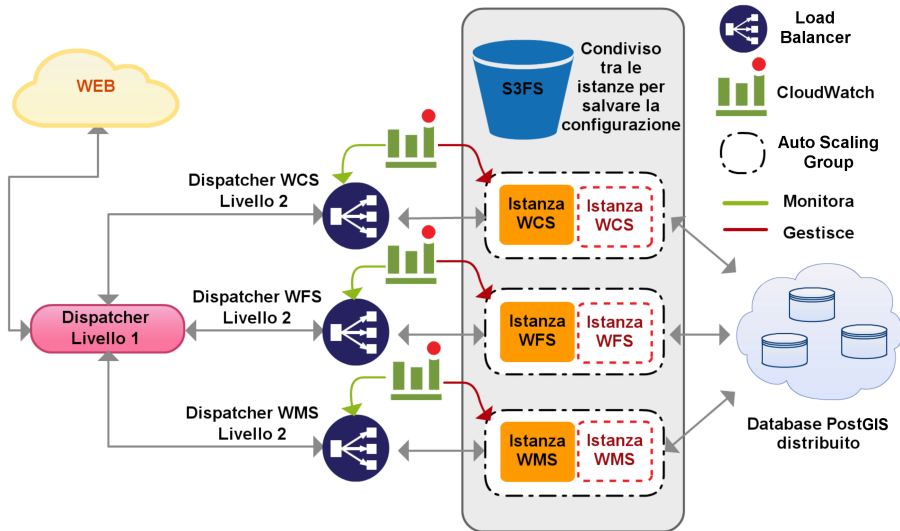 WEB
Dispatcher
Livello 1
Dispatcher WCS
Livello 2
Dispatcher WFS
Livello 2
Dispatcher WMS
Livello 2
S3FS
Condiviso
tra le
istanze per
salvare la
configurazione
Istanza
WCS
Istanza
WCS
Istanza
WFS
Istanza
WFS
Istanza
WMS
Istanza
WMS
Load
Balancer
CloudWatch
Auto Scaling
Group
Monitora
Gestisce
Database PostGIS
distribuito